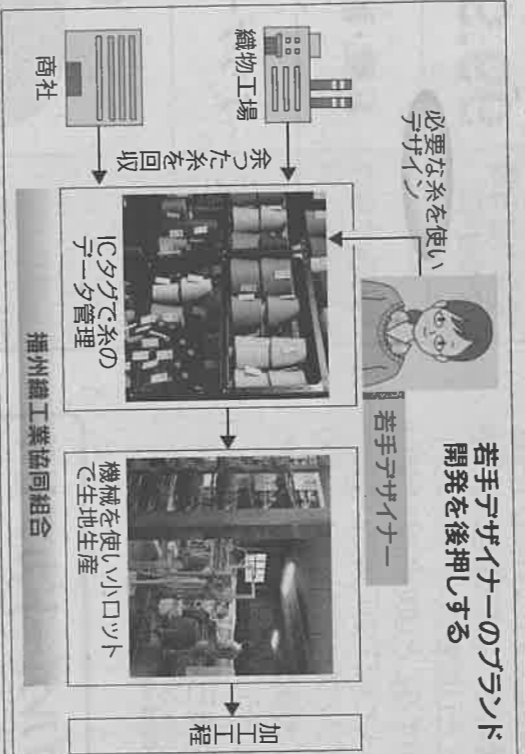 若手デザイナーのブランド
開発を後押しする
必要な糸を使い
デザイン
若手デザイナー
織物工場
商社
余った糸を回収
ICタグで糸の
データ管理
機械を使い小ロット
で生地生産
加工工程
播州織工業協同組合